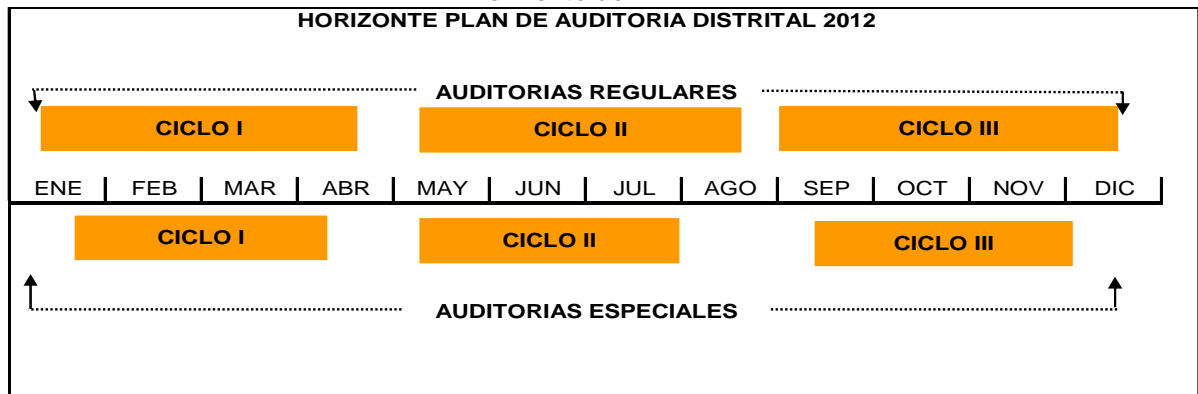 HORIZONTE PLAN DE AUDITORIA DISTRITAL 2012
AUDITORIAS REGULARES
CICLO I CICLO II CICLO III
ENE FEB MAR ABR MAY JUN JUL AGO SEP OCT NOV DIC
CICLO I CICLO II CICLO III
AUDITORIAS ESPECIALES